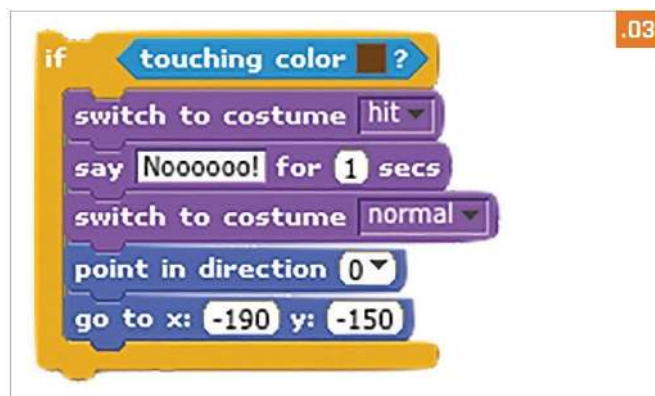 .03
if touching color ?
switch to costume hit
say Noooooo! for 1 secs
switch to costume normal
point in direction 0
go to x: -190 y: -150